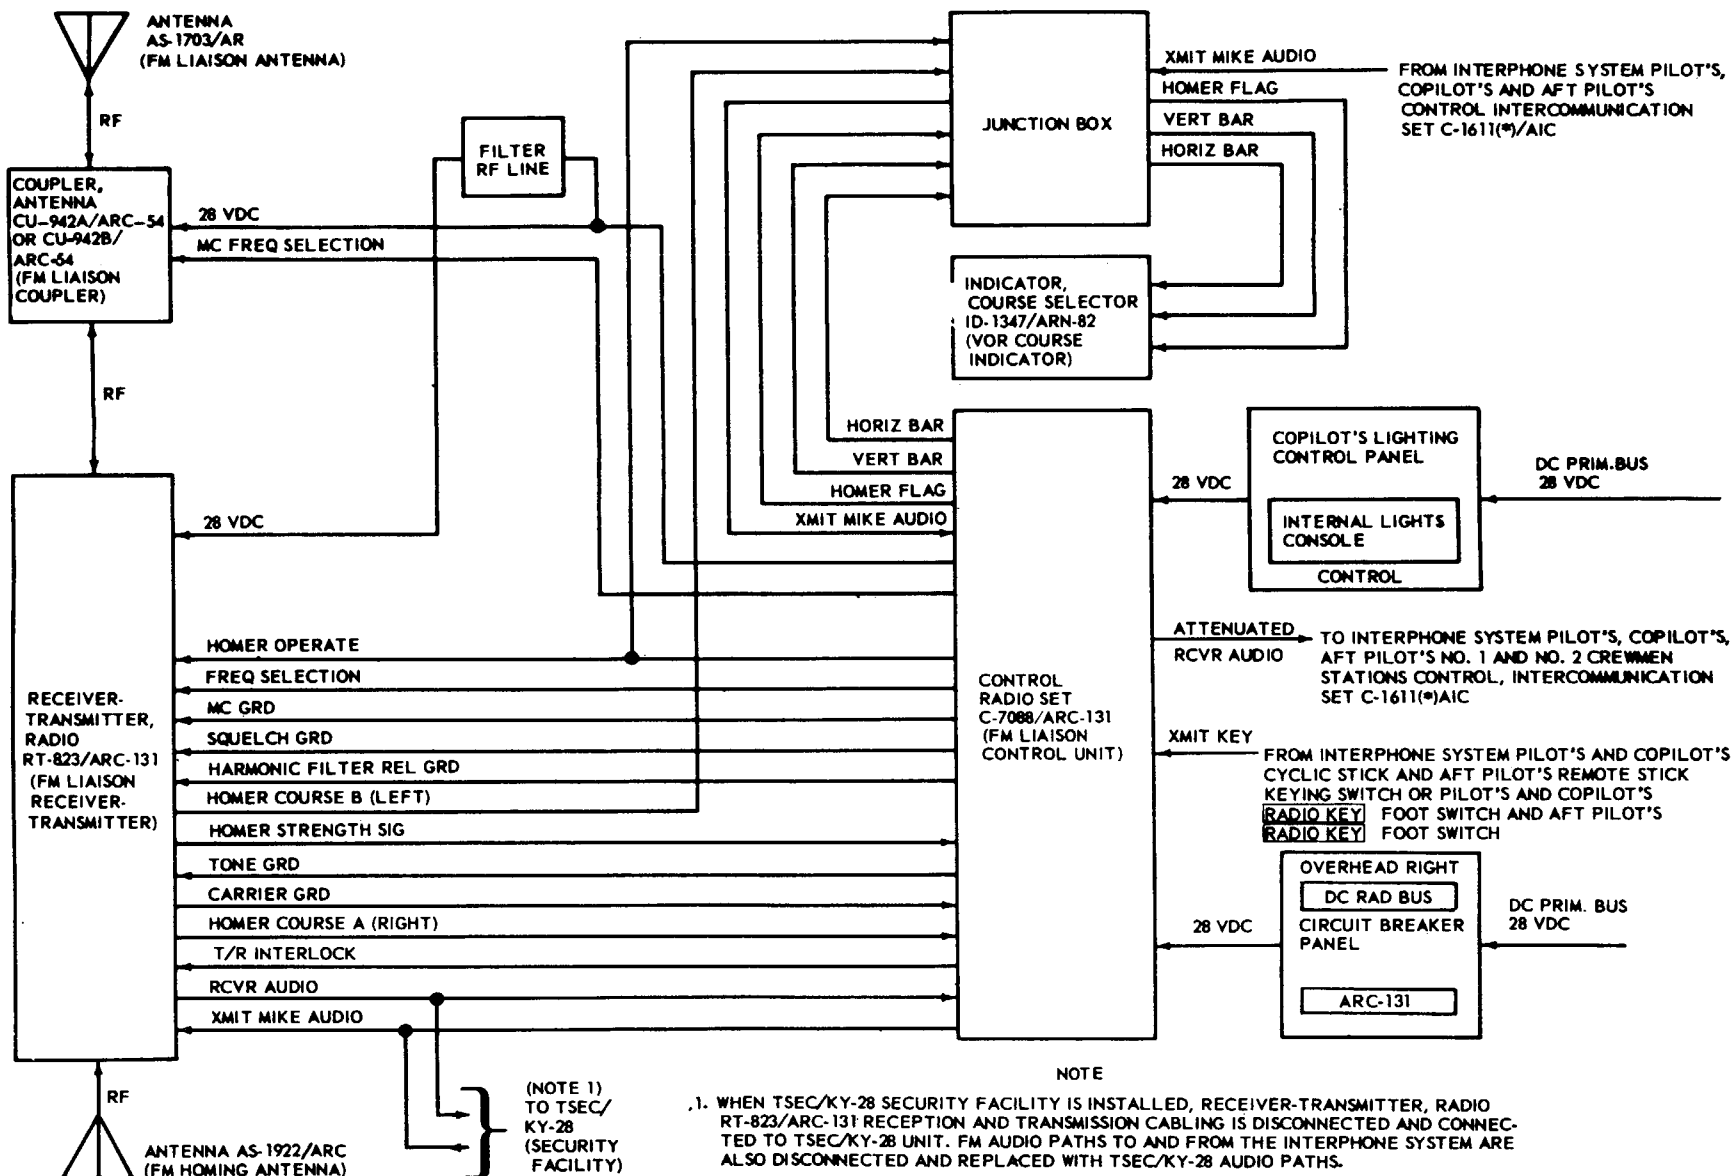 ANTENNA
AS-1703/AR
(FM LIAISON ANTENNA)
RF
COUPLER,
ANTENNA
CU-942A/ARC-54
OR CU-942B/
ARC-54
(FM LIAISON
COUPLER)
28 VDC
MC FREQ SELECTION
FILTER
RF LINE
JUNCTION BOX
XMIT MIKE AUDIO
HOMER FLAG
VERT BAR
HORIZ BAR
FROM INTERPHONE SYSTEM PILOT'S,
COPILOT'S AND AFT PILOT'S
CONTROL INTERCOMMUNICATION
SET C-1611(*)/AIC
INDICATOR,
COURSE SELECTOR
ID-1347/ARN-82
(VOR COURSE
INDICATOR)
RF
HORIZ BAR
VERT BAR
HOMER FLAG
XMIT MIKE AUDIO
28 VDC
RECEIVER-
TRANSMITTER,
RADIO
RT-823/ARC-131
(FM LIAISON
RECEIVER-
TRANSMITTER)
HOMER OPERATE
FREQ SELECTION
MC GRD
SQUELCH GRD
HARMONIC FILTER REL GRD
HOMER COURSE B (LEFT)
HOMER STRENGTH SIG
TONE GRD
CARRIER GRD
HOMER COURSE A (RIGHT)
T/R INTERLOCK
RCVR AUDIO
XMIT MIKE AUDIO
CONTROL
RADIO SET
C-7088/ARC-131
(FM LIAISON
CONTROL UNIT)
28 VDC
COPILOT'S LIGHTING
CONTROL PANEL
INTERNAL LIGHTS
CONSOLE
CONTROL
DC PRIM.BUS
28 VDC
ATTENUATED
RCVR AUDIO
TO INTERPHONE SYSTEM PILOT'S, COPILOT'S,
AFT PILOT'S NO. 1 AND NO. 2 CREWMEN
STATIONS CONTROL, INTERCOMMUNICATION
SET C-1611(*)AIC
XMIT KEY
FROM INTERPHONE SYSTEM PILOT'S AND COPILOT'S
CYCLIC STICK AND AFT PILOT'S REMOTE STICK
KEYING SWITCH OR PILOT'S AND COPILOT'S
RADIO KEY FOOT SWITCH AND AFT PILOT'S
RADIO KEY FOOT SWITCH
28 VDC
OVERHEAD RIGHT
DC RAD BUS
CIRCUIT BREAKER
PANEL
ARC-131
DC PRIM. BUS
28 VDC
RF
ANTENNA AS-1922/ARC
(FM HOMING ANTENNA)
(NOTE 1)
TO TSEC/
KY-28
(SECURITY
FACILITY)
NOTE
1. WHEN TSEC/KY-28 SECURITY FACILITY IS INSTALLED, RECEIVER-TRANSMITTER, RADIO
RT-823/ARC-131 RECEPTION AND TRANSMISSION CABLING IS DISCONNECTED AND CONNEC-
TED TO TSEC/KY-28 UNIT. FM AUDIO PATHS TO AND FROM THE INTERPHONE SYSTEM ARE
ALSO DISCONNECTED AND REPLACED WITH TSEC/KY-28 AUDIO PATHS.